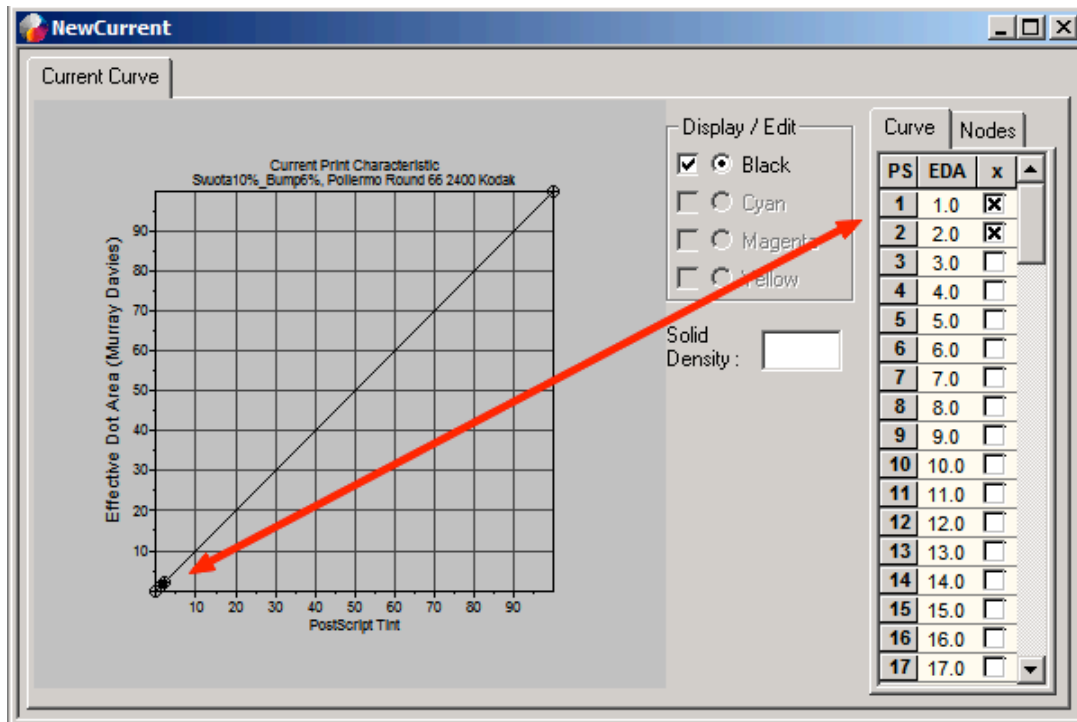 NewCurrent
Current Curve
Current Print Characteristic
Svuota10%_Bump6%, Poliermo Round 66 2400 Kodak
Effective Dot Area (Murray Davies)
90
80
70
60
50
40
30
20
10
10 20 30 40 50 60 70 80 90
PostScript Tint
Display / Edit
Black
Cyan
Magenta
Yellow
Solid
Density :
Curve Nodes
PS EDA x
1 1.0
2 2.0
3 3.0
4 4.0
5 5.0
6 6.0
7 7.0
8 8.0
9 9.0
10 10.0
11 11.0
12 12.0
13 13.0
14 14.0
15 15.0
16 16.0
17 17.0